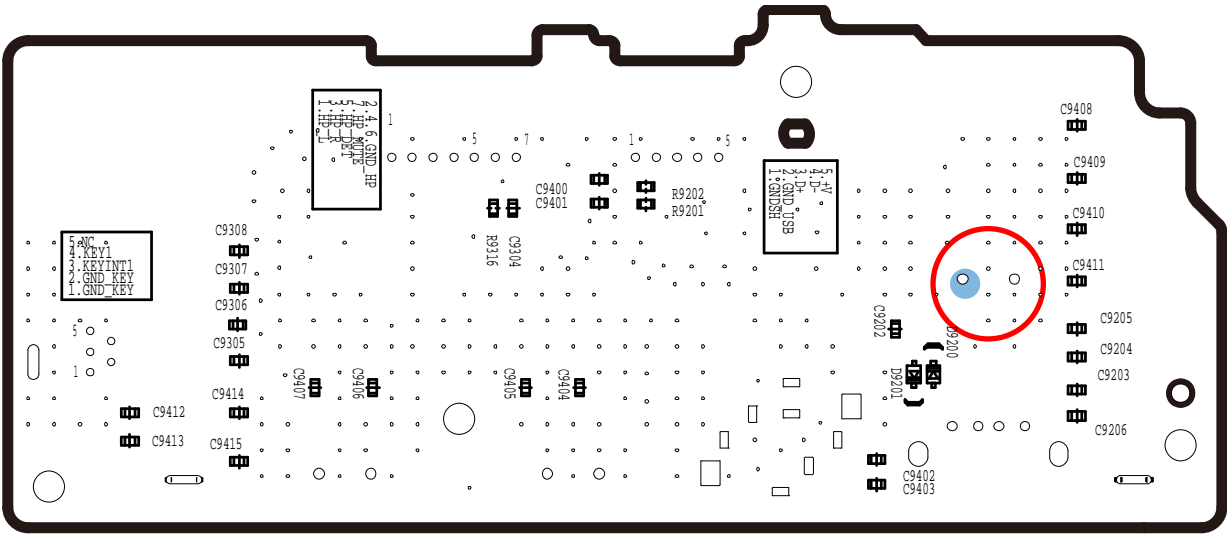 C9408
2.4.6.GND_HP
7.HP_MUTE
5.HP_DET
3.HP_R
1.HP_L
1
5
7
1
5
C9409
5.+V
4.D-
3.D+
2.GND_USB
1.GNDSH
C9400
C9401
R9202
R9201
C9410
C9308
5.NC
4.KEY1
3.KEYINT1
2.GND_KEY
1.GND_KEY
R9316
C9304
C9307
C9411
C9306
C9202
C9205
5
C9305
D9200
C9204
1
C9407
C9406
C9405
C9404
D9201
C9203
C9414
C9412
C9206
C9413
C9415
C9402
C9403